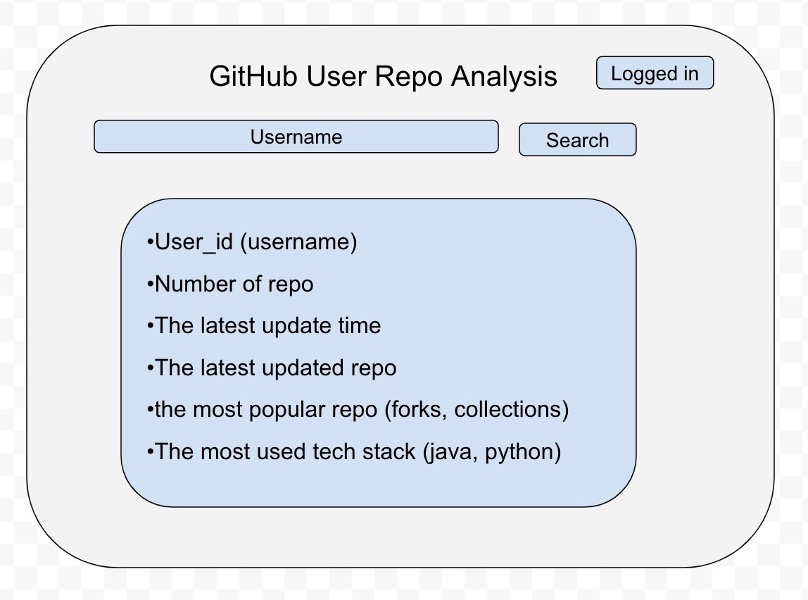 GitHub User Repo Analysis
Logged in
Username
Search
•User_id (username)
•Number of repo
•The latest update time
•The latest updated repo
•the most popular repo (forks, collections)
•The most used tech stack (java, python)